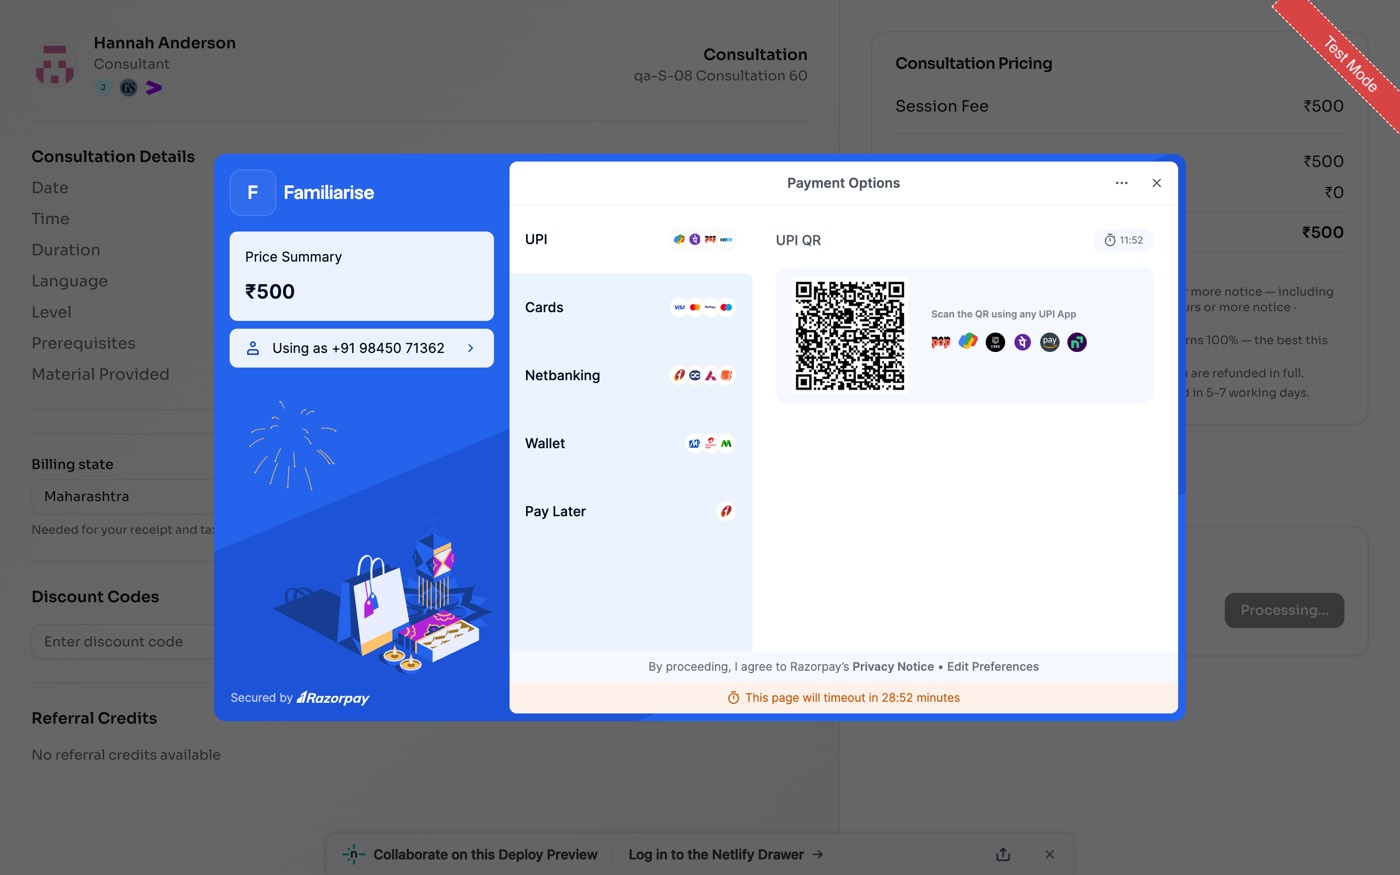 Hannah Anderson
Consultant
Consultation
qa-S-08 Consultation 60
Consultation Details
Date
Time
Duration
Language
Level
Prerequisites
Material Provided
Billing state
Maharashtra
Needed for your receipt and ta
Discount Codes
Enter discount code
Referral Credits
No referral credits available
Consultation Pricing
Session Fee ₹500
₹500
₹0
₹500
more notice — including
urs or more notice ·
rns 100% — the best this
are refunded in full.
d in 5–7 working days.
Processing...
Test Mode
F Familiarise
Price Summary
₹500
Using as +91 98450 71362
Secured by Razorpay
Payment Options
UPI
Cards
VISA
Netbanking
Wallet
Pay Later
UPI QR
11:52
Scan the QR using any UPI App
pay
By proceeding, I agree to Razorpay's Privacy Notice • Edit Preferences
This page will timeout in 28:52 minutes
Collaborate on this Deploy Preview
Log in to the Netlify Drawer →